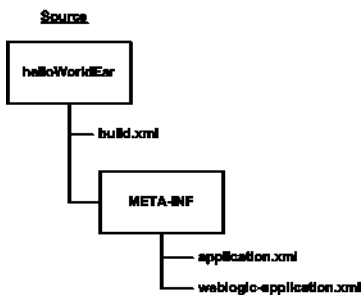 Source
helloWorldEar
build.xml
META-INF
application.xml
weblogic-application.xml